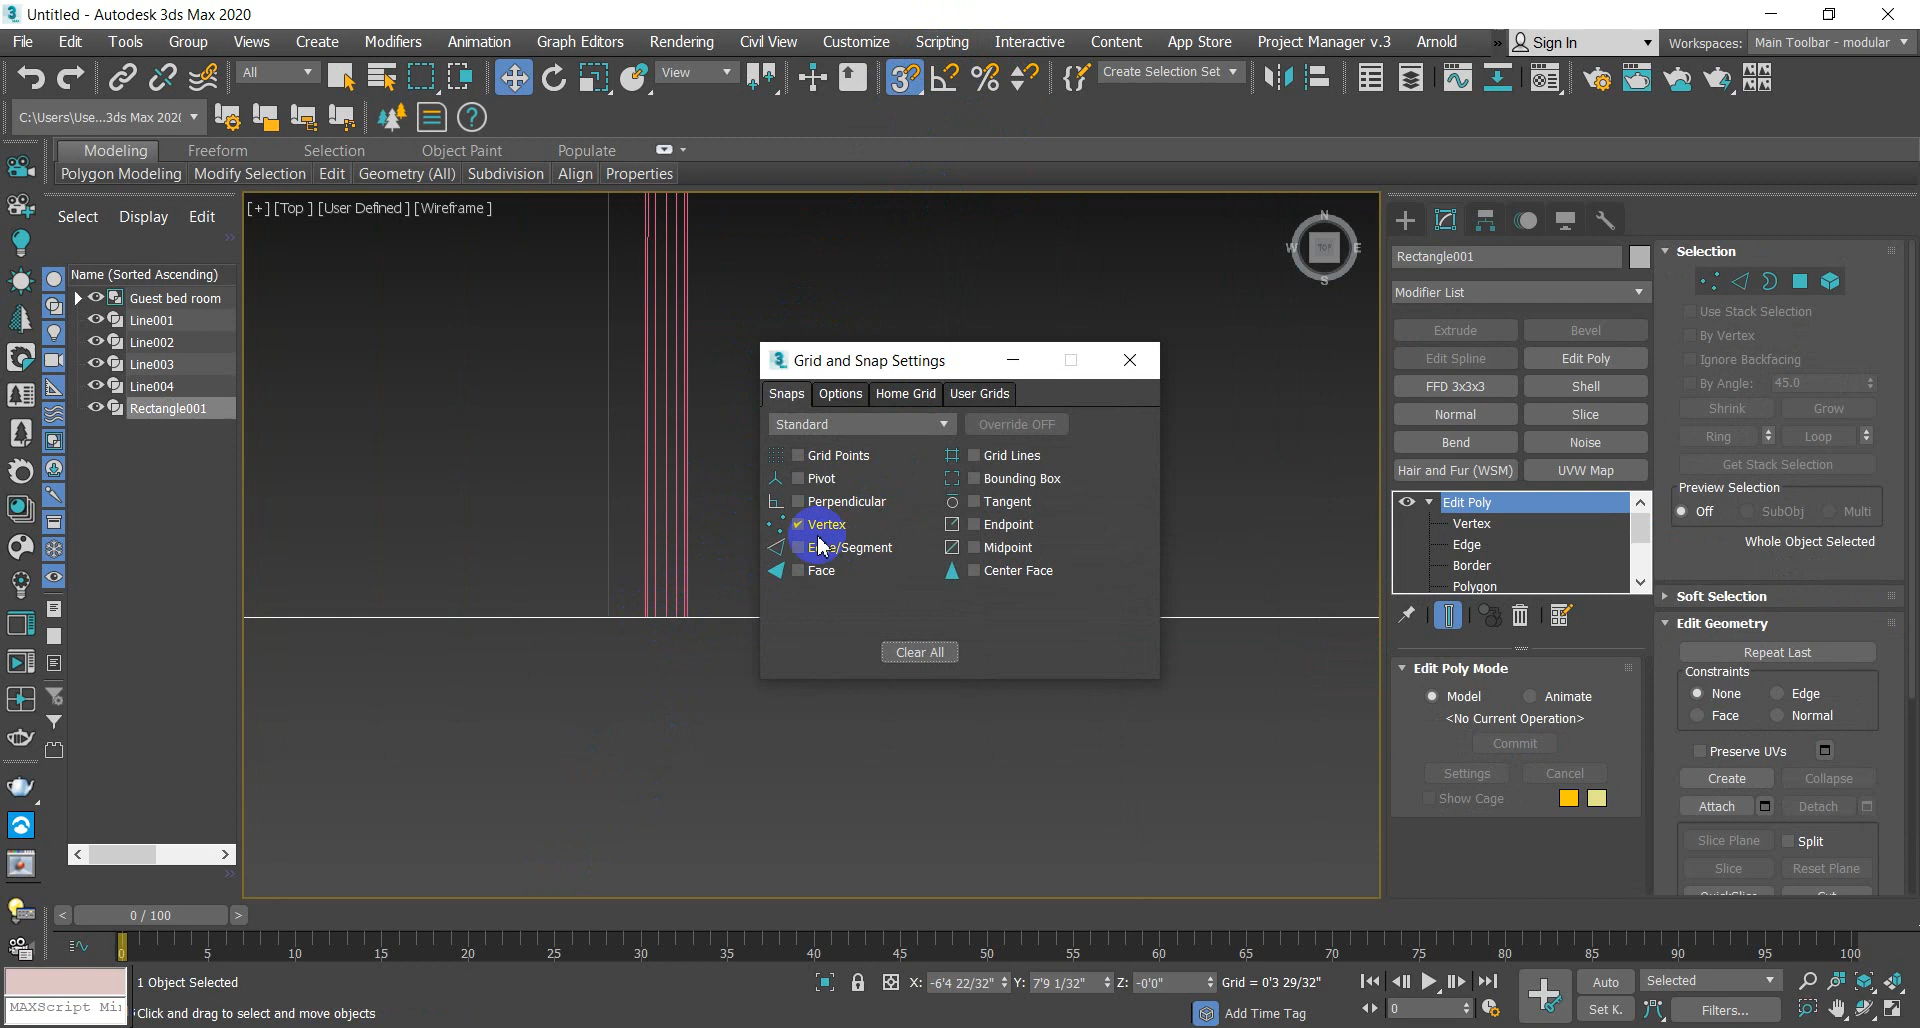 Untitled - Autodesk 3ds Max 2020
File Edit Tools Group Views Create Modifiers Animation Graph Editors Rendering Civil View Customize Scripting Interactive Content App Store Project Manager v.3 Arnold » Sign In Workspaces: Main Toolbar - modular
All View Create Selection Set
C:\Users\Use...3ds Max 202(
Modeling Freeform Selection Object Paint Populate
Polygon Modeling Modify Selection Edit Geometry (All) Subdivision Align Properties
Select Display Edit
[+] [Top ] [User Defined ] [Wireframe ]
N
W TOP E
S
Name (Sorted Ascending)
Guest bed room
Line001
Line002
Line003
Line004
Rectangle001
Grid and Snap Settings
Snaps Options Home Grid User Grids
Standard Override OFF
Grid Points Grid Lines
Pivot Bounding Box
Perpendicular Tangent
Vertex Endpoint
/Segment Midpoint
Face Center Face
Clear All
Rectangle001
Modifier List
Extrude Bevel
Edit Spline Edit Poly
FFD 3x3x3 Shell
Normal Slice
Bend Noise
Hair and Fur (WSM) UVW Map
Edit Poly
Vertex
Edge
Border
Polygon
Edit Poly Mode
Model Animate
<No Current Operation>
Commit
Settings Cancel
Show Cage
Selection
Use Stack Selection
By Vertex
Ignore Backfacing
By Angle: 45.0
Shrink Grow
Ring Loop
Get Stack Selection
Preview Selection
Off SubObj Multi
Whole Object Selected
Soft Selection
Edit Geometry
Repeat Last
Constraints
None Edge
Face Normal
Preserve UVs
Create Collapse
Attach Detach
Slice Plane Split
Slice Reset Plane
QuickSlice Cut
< 0 / 100 >
0 5 10 15 20 25 30 35 40 45 50 55 60 65 70 75 80 85 90 95 100
1 Object Selected X: -6'4 22/32" Y: 7'9 1/32" Z: -0'0" Grid = 0'3 29/32" Auto Selected
MAXScript Mi Click and drag to select and move objects Add Time Tag 0 Set K. Filters...